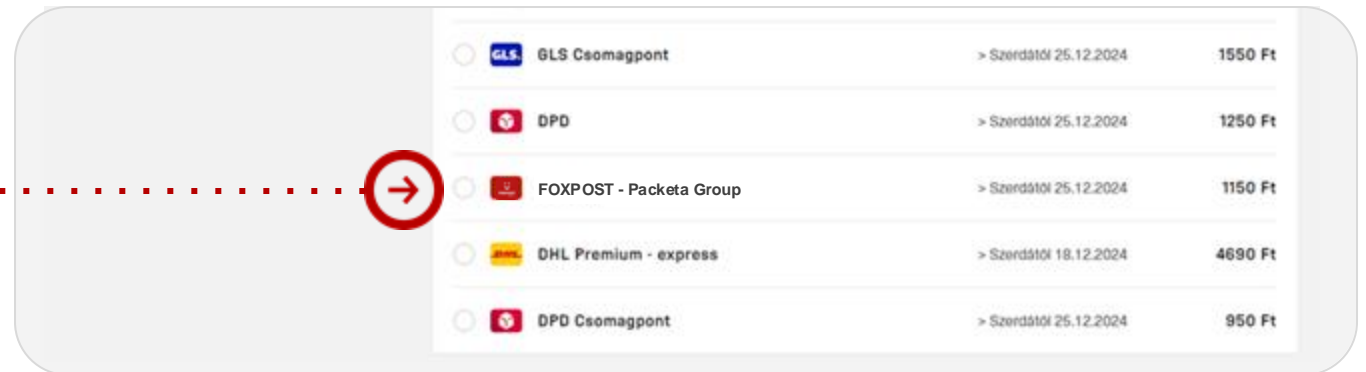 GLS. GLS Csomagpont > Szerdától 25.12.2024 1550 Ft
DPD > Szerdától 25.12.2024 1250 Ft
FOXPOST - Packeta Group > Szerdától 25.12.2024 1150 Ft
DHL Premium - express > Szerdától 18.12.2024 4690 Ft
DPD Csomagpont > Szerdától 25.12.2024 950 Ft